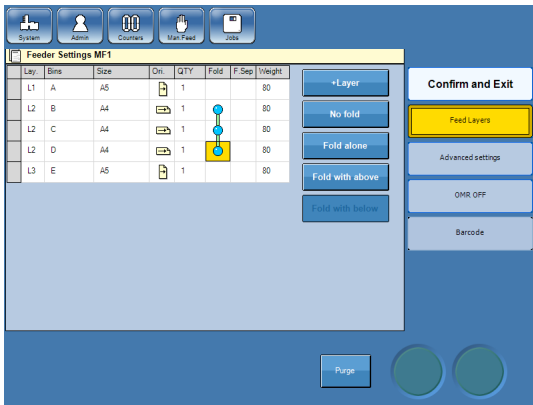 System Admin Counters Man.Feed Jobs
Feeder Settings MF1
Lay. Bins Size Ori. QTY Fold F.Sep Weight
L1 A A5 1 80
L2 B A4 1 80
L2 C A4 1 80
L2 D A4 1 80
L3 E A5 1 80
+Layer
No fold
Fold alone
Fold with above
Fold with below
Confirm and Exit
Feed Layers
Advanced settings
OMR OFF
Barcode
Purge